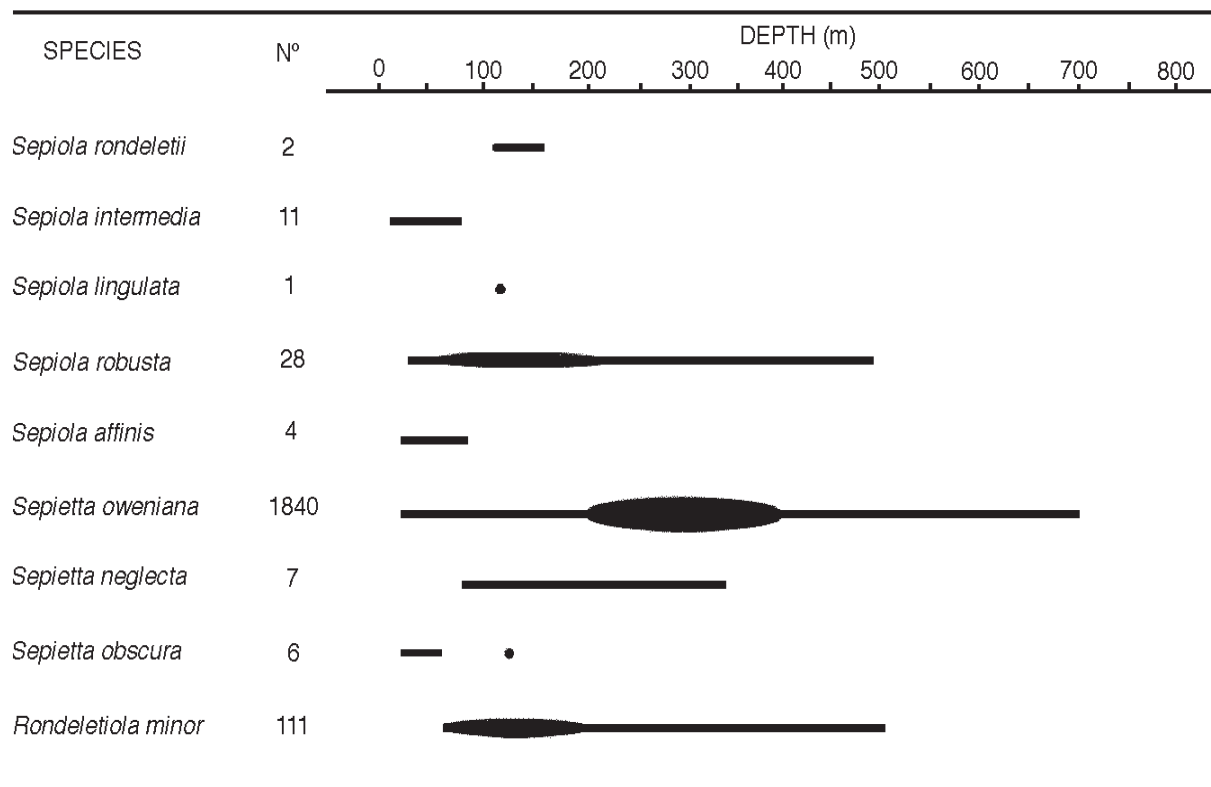 SPECIES Nº DEPTH (m)
0 100 200 300 400 500 600 700 800
Sepiola rondeletii 2
Sepiola intermedia 11
Sepiola lingulata 1
Sepiola robusta 28
Sepiola affinis 4
Sepietta oweniana 1840
Sepietta neglecta 7
Sepietta obscura 6
Rondeletiola minor 111